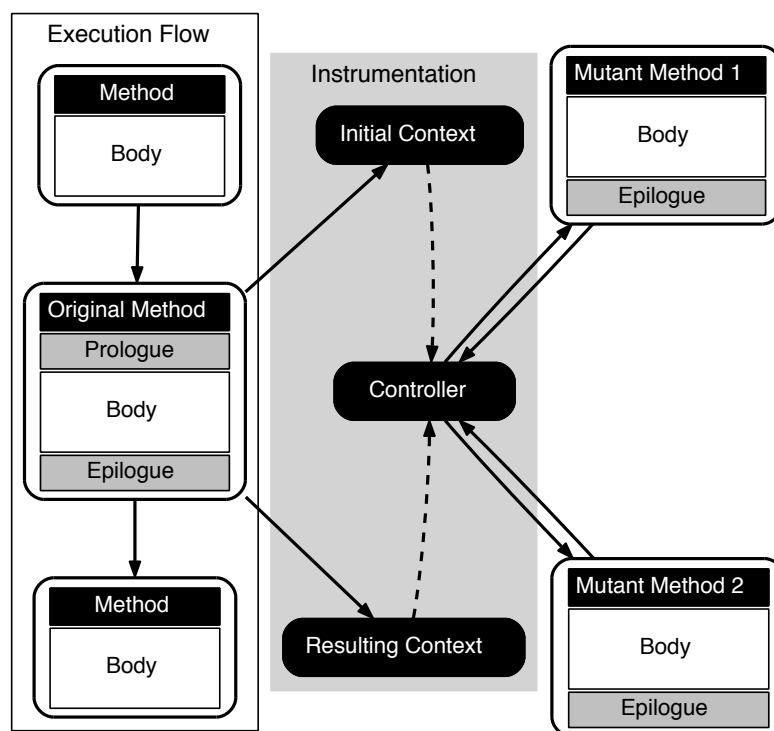 Execution Flow
Method
Body
Original Method
Prologue
Body
Epilogue
Method
Body
Instrumentation
Initial Context
Controller
Resulting Context
Mutant Method 1
Body
Epilogue
Mutant Method 2
Body
Epilogue